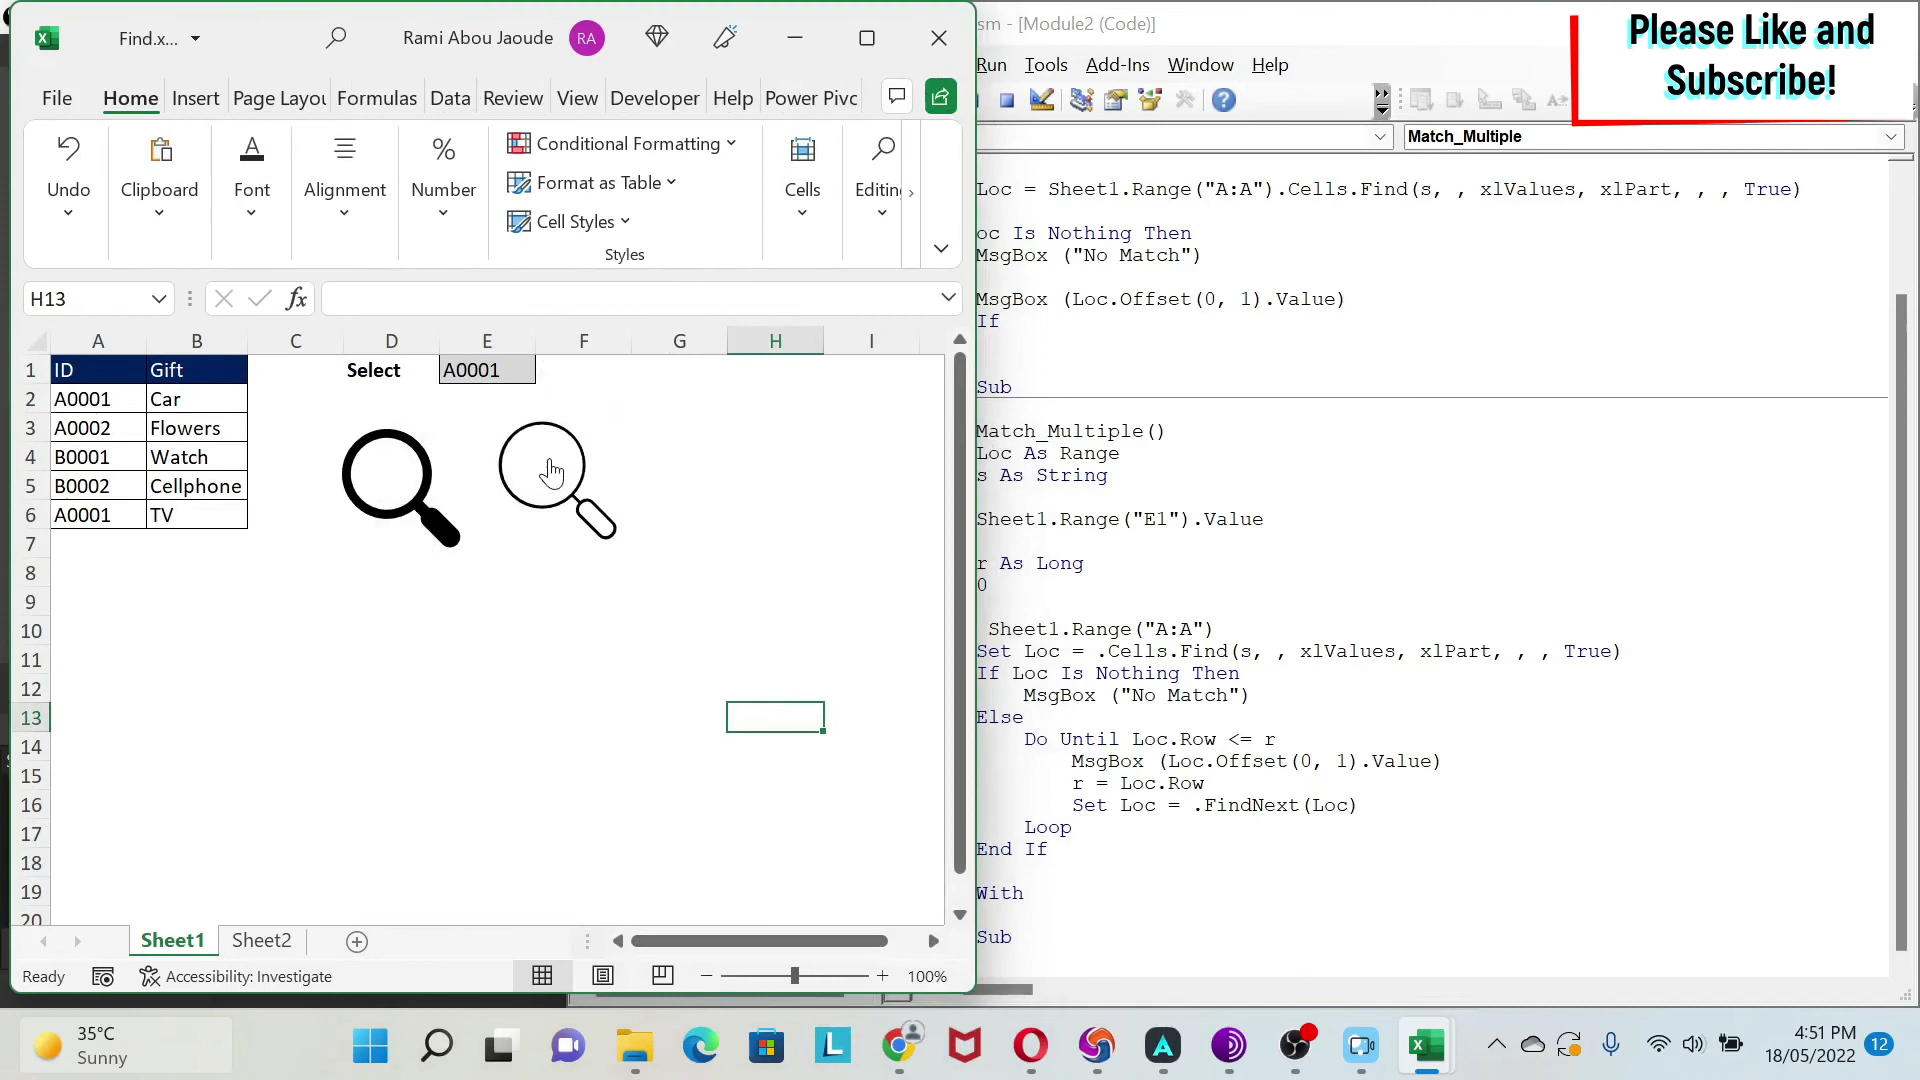 Find.x...
Rami Abou Jaoude
RA
File
Home
Insert
Page Layou
Formulas
Data
Review
View
Developer
Help
Power Pivc
Undo
Clipboard
Font
Alignment
Number
Conditional Formatting
Format as Table
Cell Styles
Styles
Cells
Editing
H13
fx
A B C D E F G H I
1 ID Gift Select A0001
2 A0001 Car
3 A0002 Flowers
4 B0001 Watch
5 B0002 Cellphone
6 A0001 TV
7
8
9
10
11
12
13
14
15
16
17
18
19
20
Sheet1
Sheet2
Ready
Accessibility: Investigate
100%
sm - [Module2 (Code)]
Run Tools Add-Ins Window Help
Please Like and
Subscribe!
Match_Multiple
Loc = Sheet1.Range("A:A").Cells.Find(s, , xlValues, xlPart, , , True)
oc Is Nothing Then
MsgBox ("No Match")
MsgBox (Loc.Offset(0, 1).Value)
If
Sub
Match_Multiple()
Loc As Range
s As String
Sheet1.Range("E1").Value
r As Long
0
Sheet1.Range("A:A")
Set Loc = .Cells.Find(s, , xlValues, xlPart, , , True)
If Loc Is Nothing Then
MsgBox ("No Match")
Else
Do Until Loc.Row <= r
MsgBox (Loc.Offset(0, 1).Value)
r = Loc.Row
Set Loc = .FindNext(Loc)
Loop
End If
With
Sub
35°C
Sunny
L
A
4:51 PM
18/05/2022
12